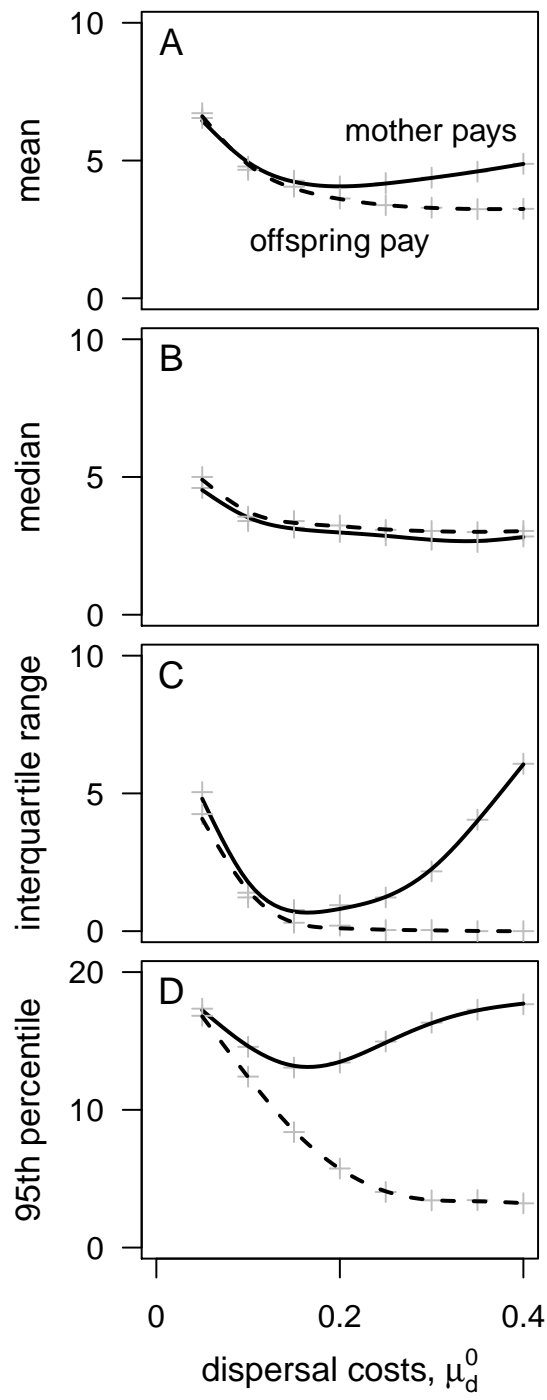 10
A
mother pays
mean
5
offspring pay
0
10
B
median
5
0
10
C
interquartile range
5
0
20
D
95th percentile
10
0
0 0.2 0.4
dispersal costs, μ_d^0